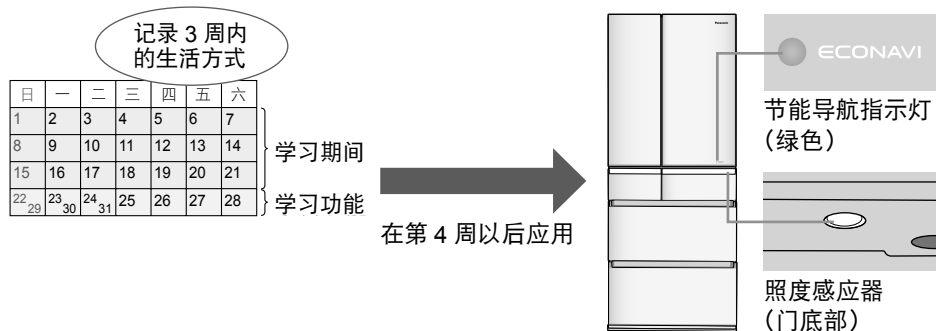 记录 3 周内
的生活方式
日 一 二 三 四 五 六
1 2 3 4 5 6 7
8 9 10 11 12 13 14
15 16 17 18 19 20 21
22 29 23 30 24 31 25 26 27 28
学习期间
学习功能
在第 4 周以后应用
Panasonic
ECONAVI
节能导航指示灯
（绿色）
照度感应器
（门底部）